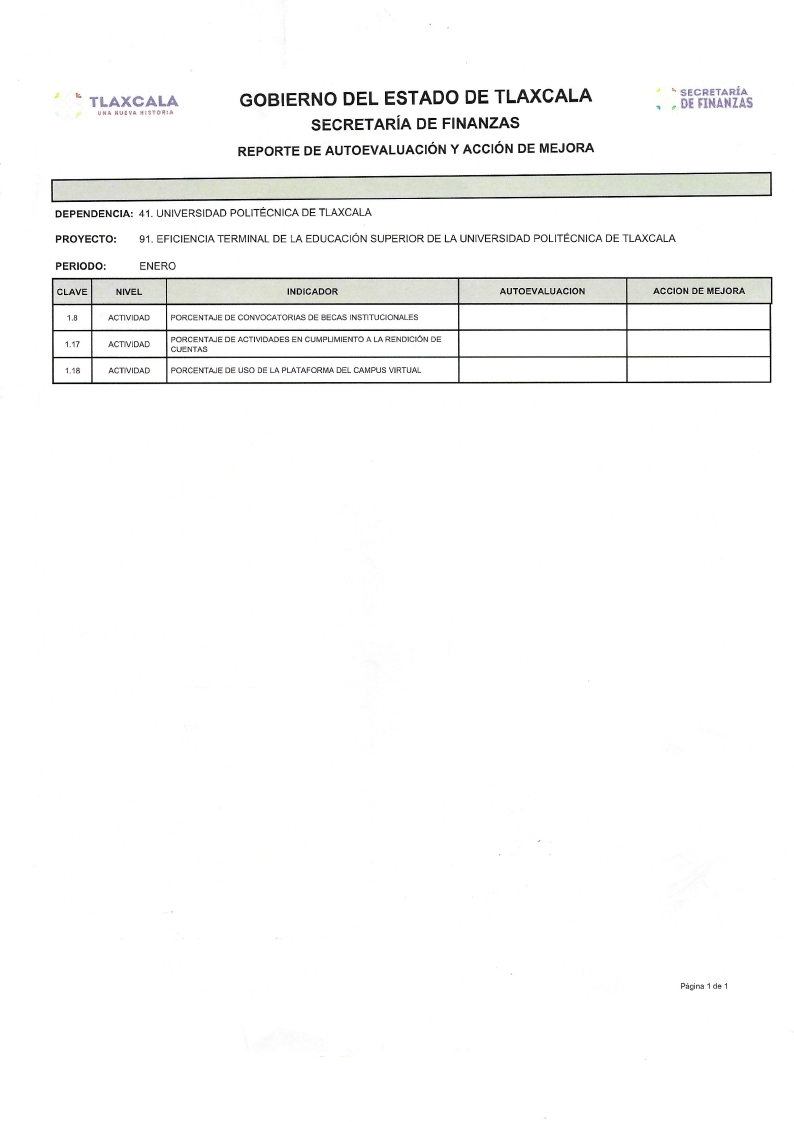 TLAXCALA
UNA NUEVA HISTORIA
GOBIERNO DEL ESTADO DE TLAXCALA
SECRETARÍA DE FINANZAS
REPORTE DE AUTOEVALUACIÓN Y ACCIÓN DE MEJORA
SECRETARÍA
DE FINANZAS
DEPENDENCIA: 41. UNIVERSIDAD POLITÉCNICA DE TLAXCALA
PROYECTO: 91. EFICIENCIA TERMINAL DE LA EDUCACIÓN SUPERIOR DE LA UNIVERSIDAD POLITÉCNICA DE TLAXCALA
PERIODO: ENERO
CLAVE NIVEL INDICADOR AUTOEVALUACION ACCION DE MEJORA
1.8 ACTIVIDAD PORCENTAJE DE CONVOCATORIAS DE BECAS INSTITUCIONALES
1.17 ACTIVIDAD PORCENTAJE DE ACTIVIDADES EN CUMPLIMIENTO A LA RENDICIÓN DE
CUENTAS
1.18 ACTIVIDAD PORCENTAJE DE USO DE LA PLATAFORMA DEL CAMPUS VIRTUAL
Página 1 de 1